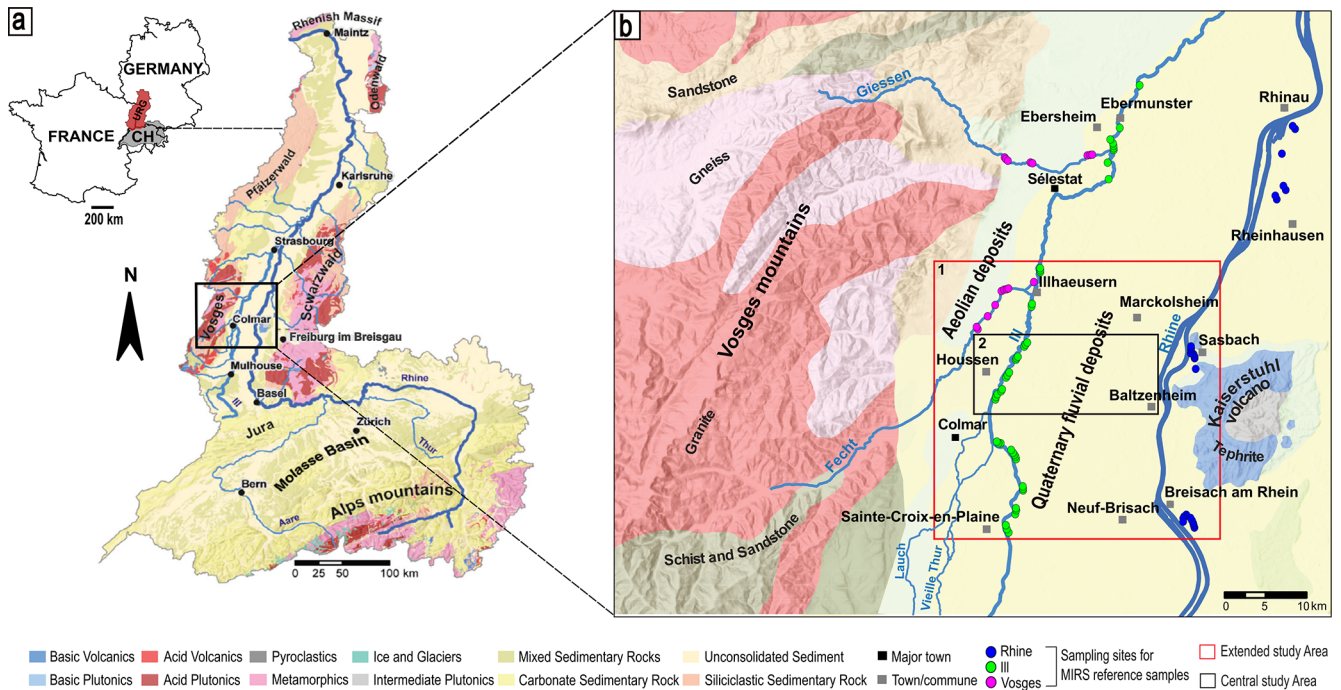 a
GERMANY
URG
FRANCE
CH
200 km
N
Rhenish Massif
Maintz
Odenwald
Pfälzerwald
Karlsruhe
Strasbourg
Scwarzwald
Vosges
Colmar
Freiburg im Breisgau
Mulhouse
Ill
Basel
Rhine
Jura
Zürich
Molasse Basin
Thur
Bern
Alps mountains
Aare
0 25 50 100 km
b
Sandstone
Giessen
Ebermunster
Ebersheim
Rhinau
Gneiss
Sélestat
Rheinhausen
Vosges mountains
Aeolian deposits
1
Illhaeusern
Marckolsheim
Rhine
Sasbach
2
Ill
Houssen
Quaternary fluvial deposits
Baltzenheim
Kaiserstuhl
volcano
Tephrite
Granite
Colmar
Fecht
Breisach am Rhein
Neuf-Brisach
Sainte-Croix-en-Plaine
Schist and Sandstone
Lauch
Vieille Thur
0 5 10 km
Basic Volcanics
Acid Volcanics
Pyroclastics
Ice and Glaciers
Mixed Sedimentary Rocks
Unconsolidated Sediment
Basic Plutonics
Acid Plutonics
Metamorphics
Intermediate Plutonics
Carbonate Sedimentary Rock
Siliciclastic Sedimentary Rock
Major town
Town/commune
Rhine
Ill
Vosges
Sampling sites for
MIRS reference samples
Extended study Area
Central study Area